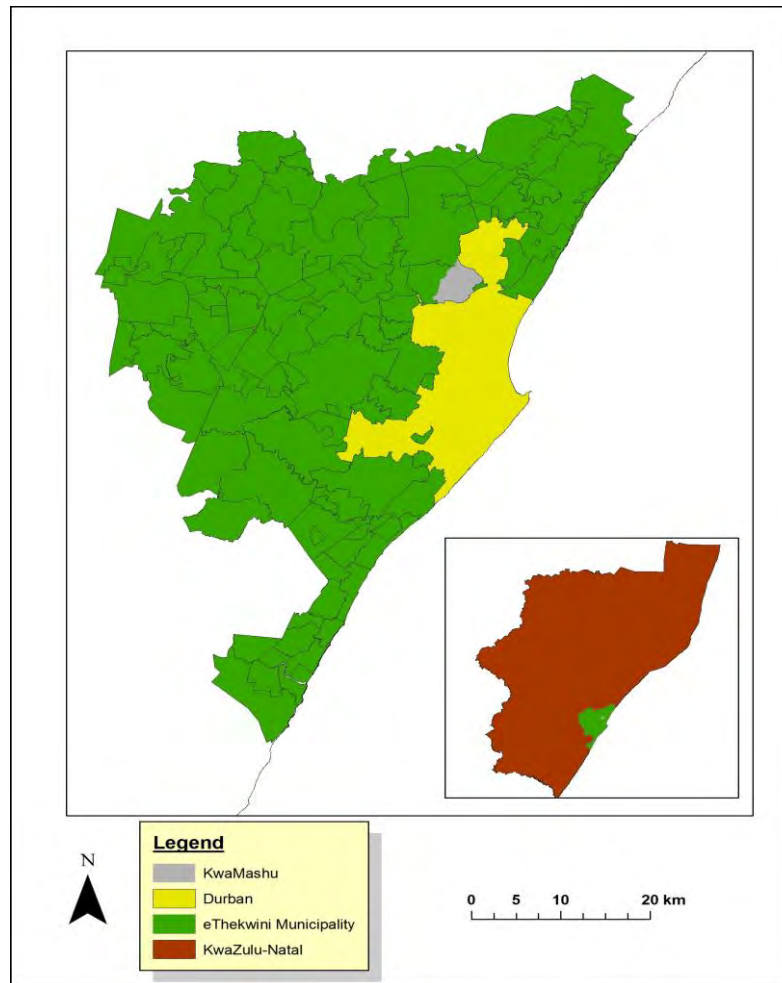 Legend
KwaMashu
Durban
eThekwini Municipality
KwaZulu-Natal
N
0 5 10 20 km